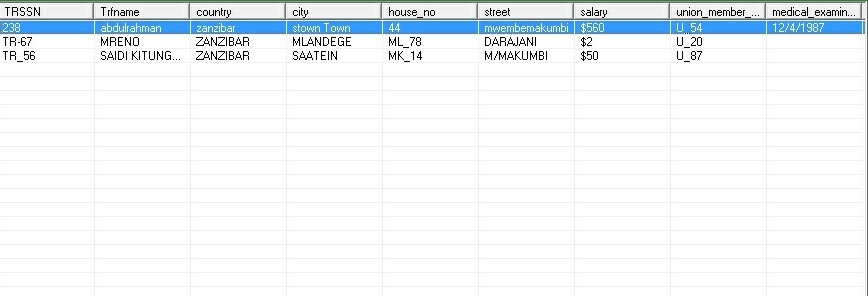 TRSSN Trfname country city house_no street salary union_member_... medical_examin...
238 abdulrahman zanzibar stown Town 44 mwembemakumbi $560 U_54 12/4/1987
TR-67 MRENO ZANZIBAR MLANDEGE ML_78 DARAJANI $2 U_20
TR_56 SAIDI KITUNG... ZANZIBAR SAATEIN MK_14 M/MAKUMBI $50 U_87